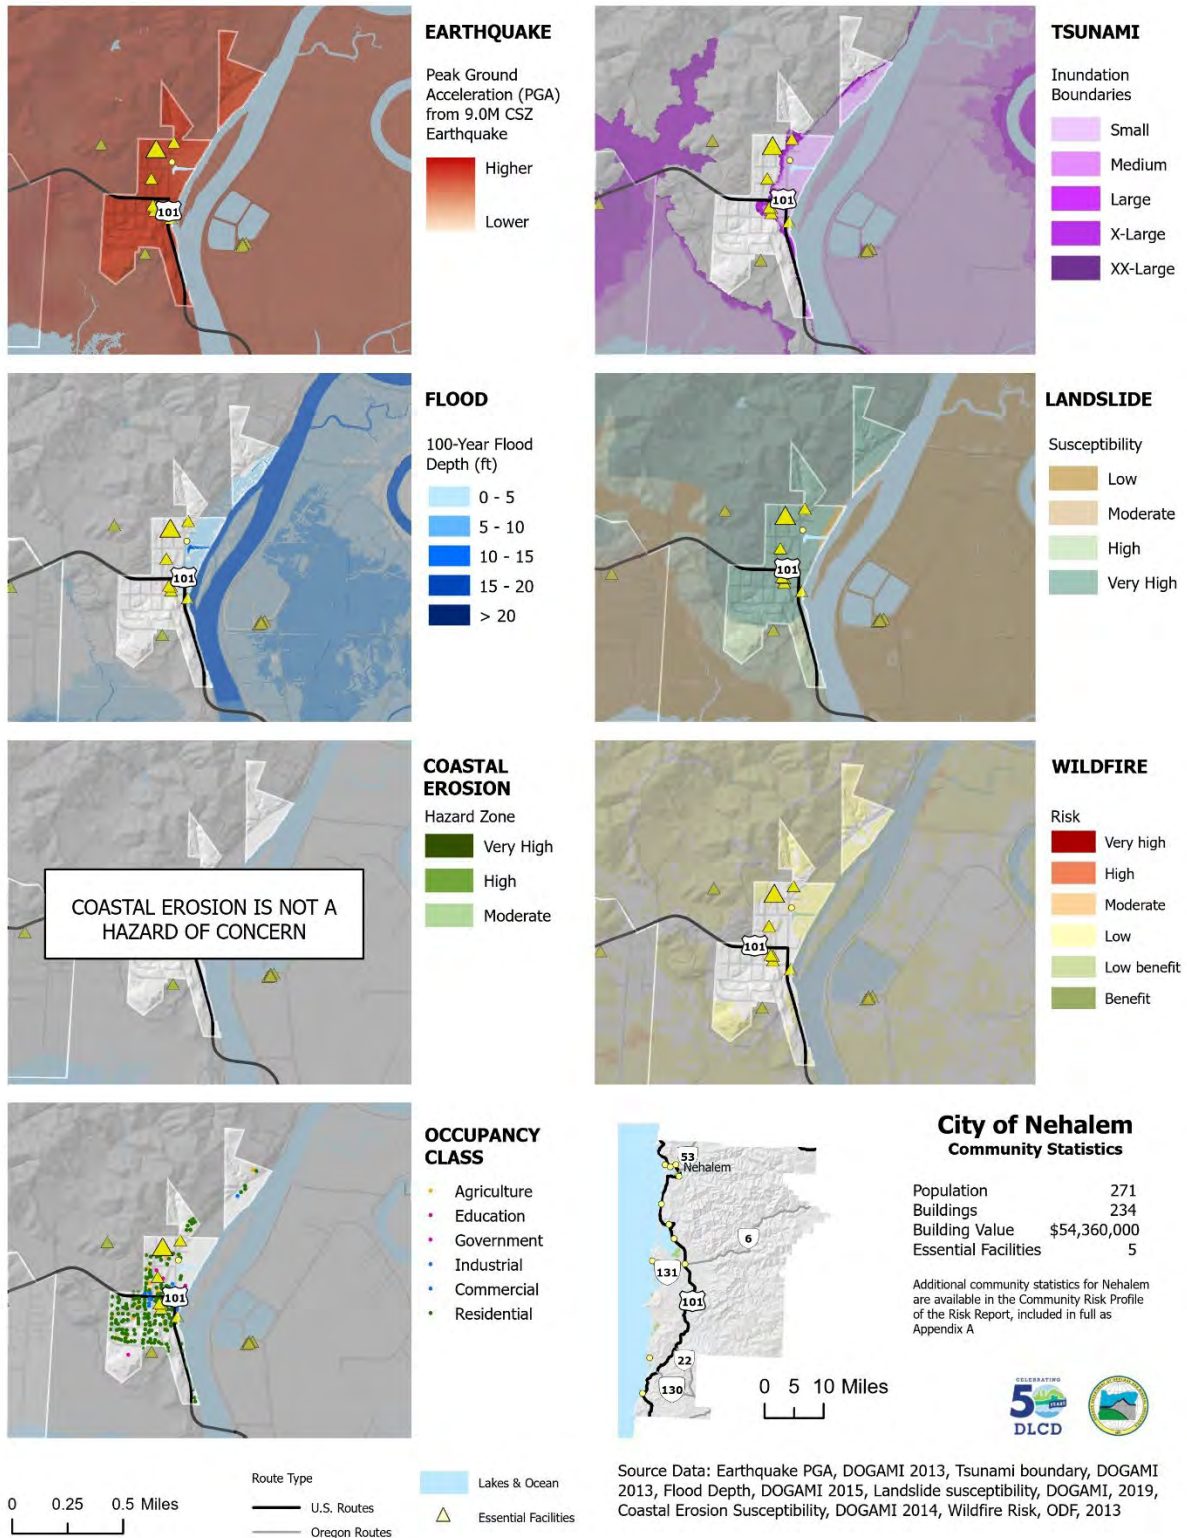 EARTHQUAKE
Peak Ground
Acceleration (PGA)
from 9.0M CSZ
Earthquake
Higher
Lower
101
TSUNAMI
Inundation
Boundaries
Small
Medium
Large
X-Large
XX-Large
101
FLOOD
100-Year Flood
Depth (ft)
0 - 5
5 - 10
10 - 15
15 - 20
> 20
101
LANDSLIDE
Susceptibility
Low
Moderate
High
Very High
101
COASTAL
EROSION
Hazard Zone
Very High
High
Moderate
COASTAL EROSION IS NOT A
HAZARD OF CONCERN
WILDFIRE
Risk
Very high
High
Moderate
Low
Low benefit
Benefit
101
OCCUPANCY
CLASS
Agriculture
Education
Government
Industrial
Commercial
Residential
101
53
Nehalem
6
131
101
22
130
0 5 10 Miles
City of Nehalem
Community Statistics
Population 271
Buildings 234
Building Value $54,360,000
Essential Facilities 5
Additional community statistics for Nehalem
are available in the Community Risk Profile
of the Risk Report, included in full as
Appendix A
CELEBRATING
50
YEARS
DLCD
0 0.25 0.5 Miles
Route Type
U.S. Routes
Oregon Routes
Lakes & Ocean
Essential Facilities
Source Data: Earthquake PGA, DOGAMI 2013, Tsunami boundary, DOGAMI
2013, Flood Depth, DOGAMI 2015, Landslide susceptibility, DOGAMI, 2019,
Coastal Erosion Susceptibility, DOGAMI 2014, Wildfire Risk, ODF, 2013